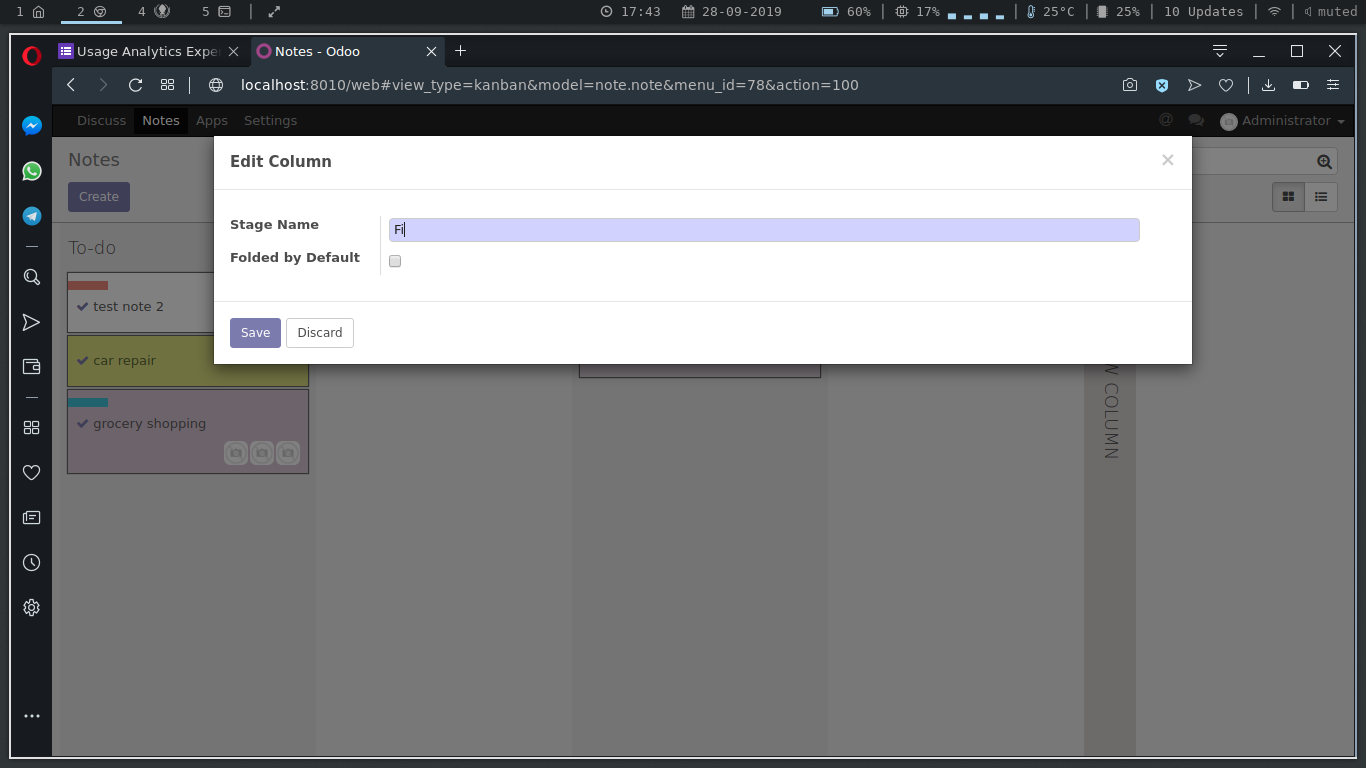 1 2 4 5 17:43 28-09-2019 60% 17% 25°C 25% 10 Updates muted
Usage Analytics Expe Notes - Odoo
localhost:8010/web#view_type=kanban&model=note.note&menu_id=78&action=100
Discuss Notes Apps Settings @ Administrator
Notes
Create
Edit Column ×
Stage Name Fi
Folded by Default
Save Discard
To-do
test note 2
car repair
grocery shopping
COLUMN